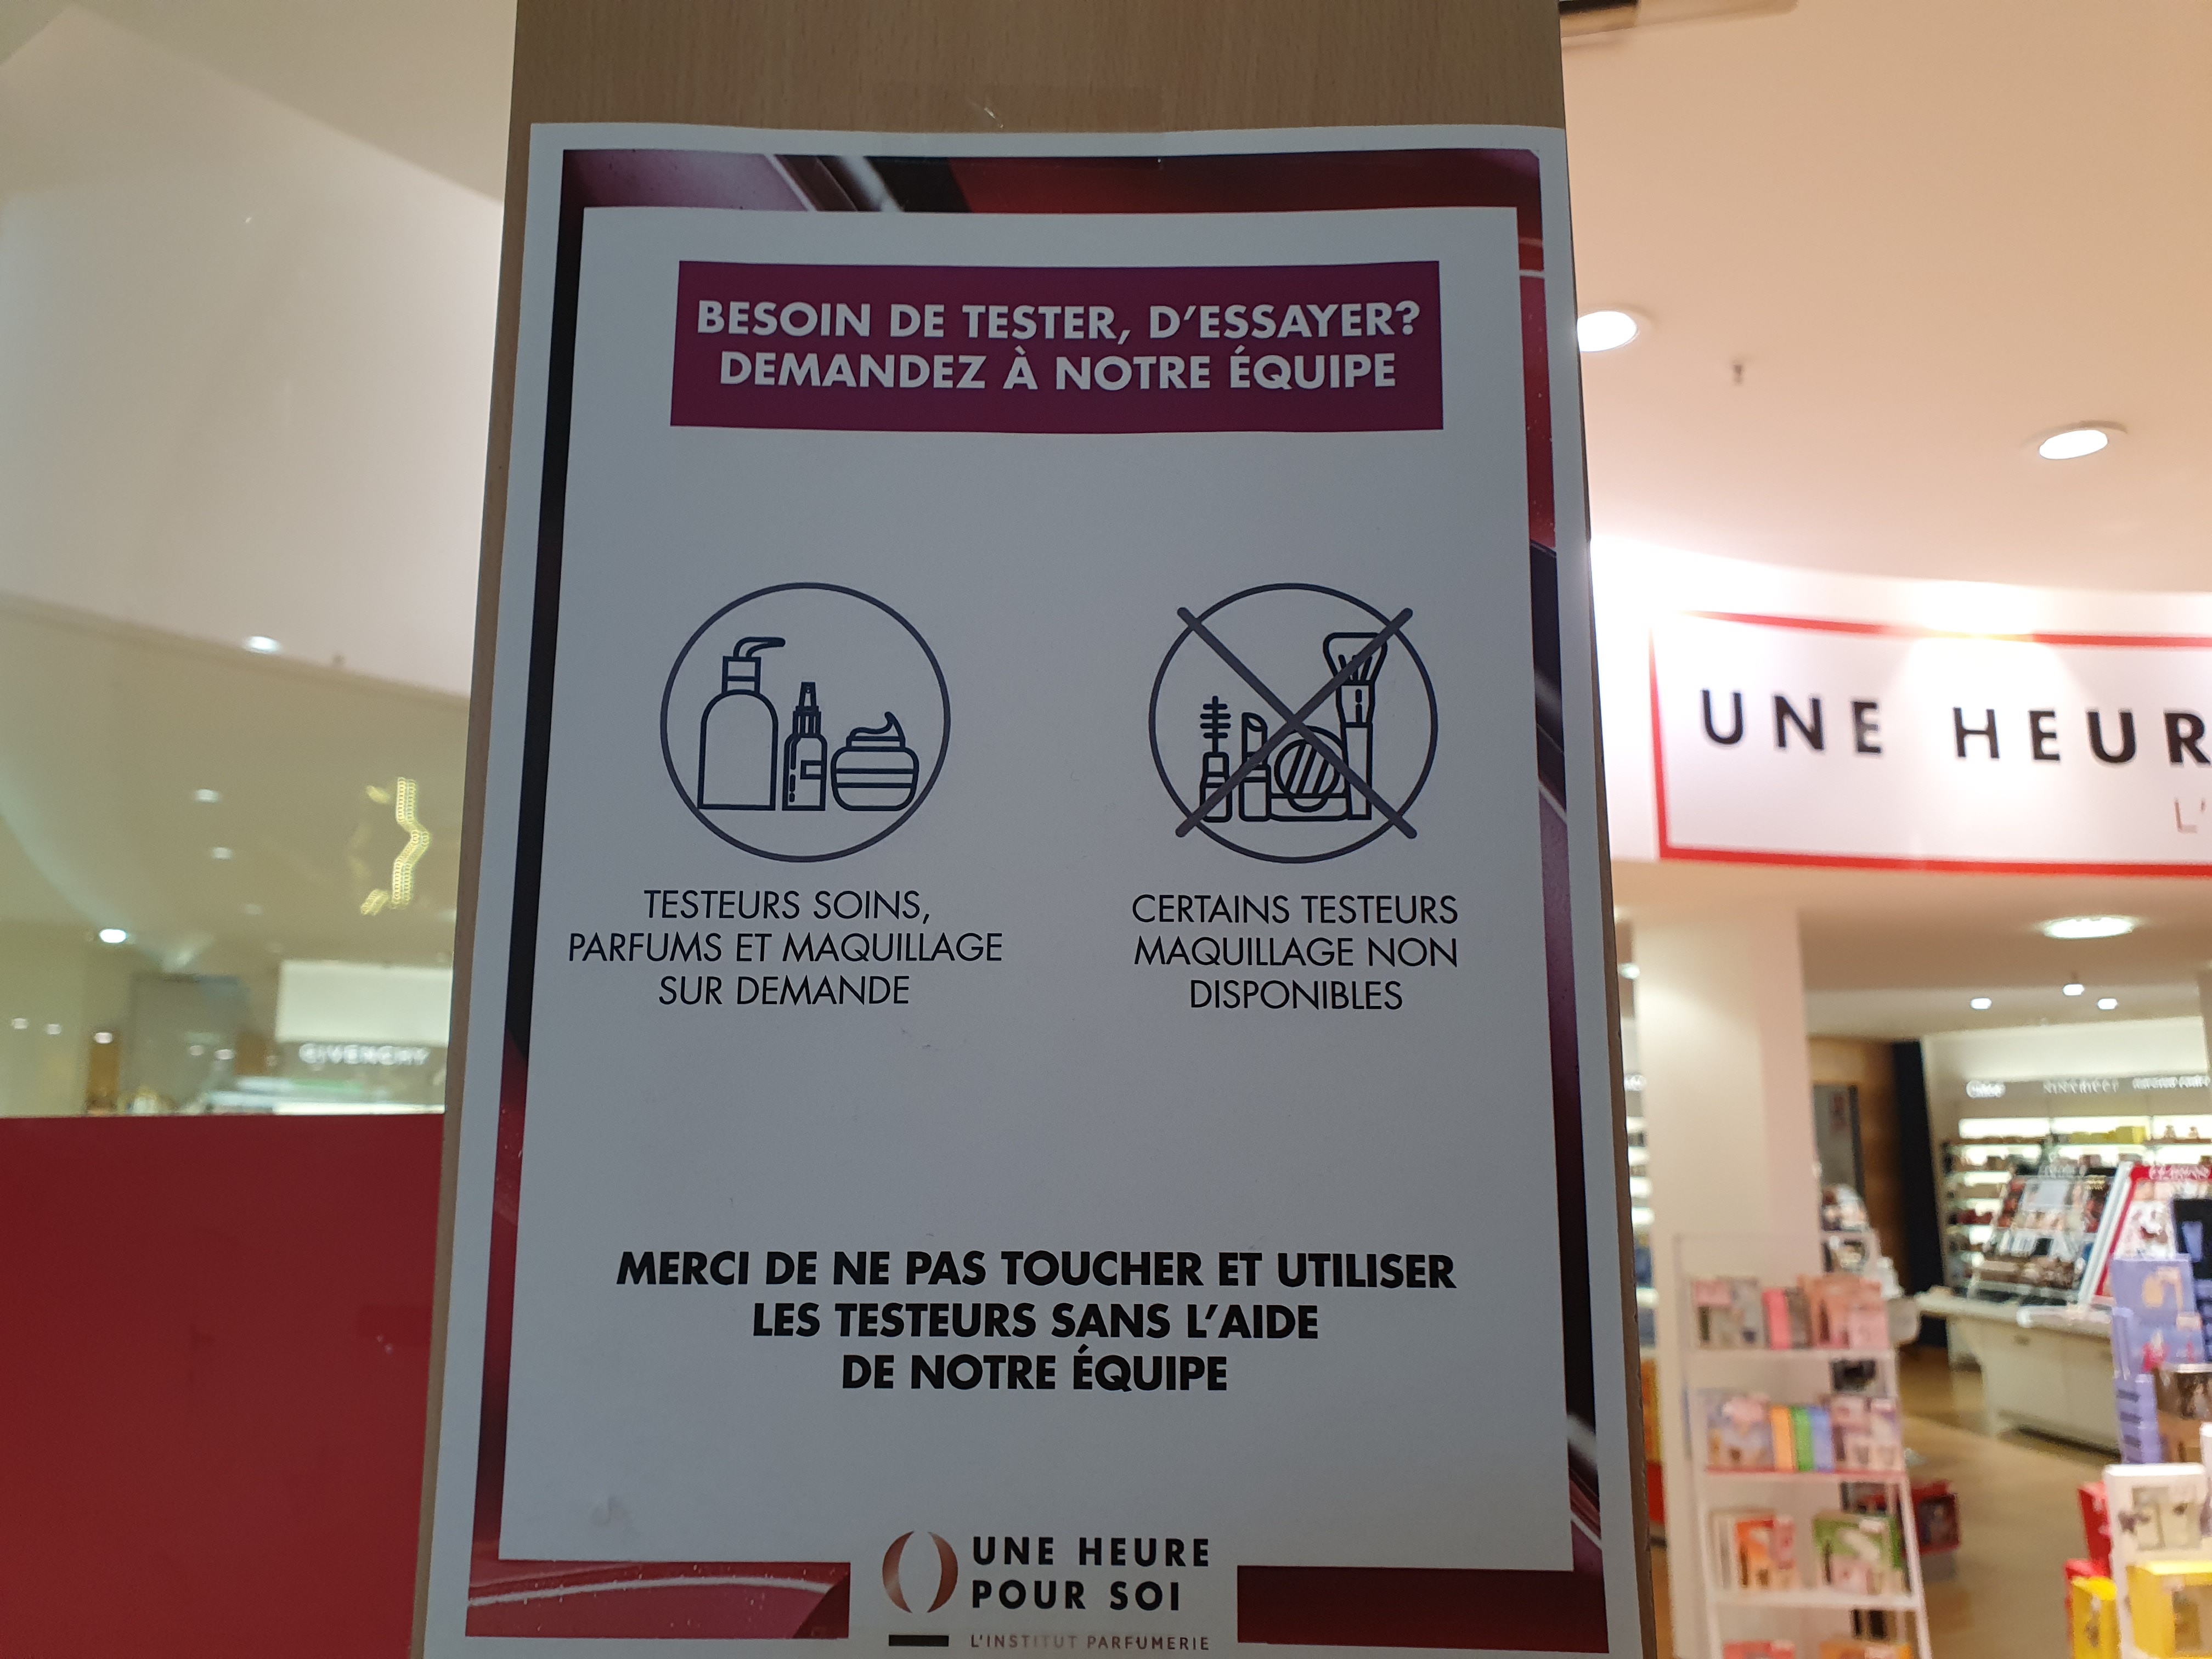 BESOIN DE TESTER, D'ESSAYER?
DEMANDEZ À NOTRE ÉQUIPE
TESTEURS SOINS,
PARFUMS ET MAQUILLAGE
SUR DEMANDE
CERTAINS TESTEURS
MAQUILLAGE NON
DISPONIBLES
MERCI DE NE PAS TOUCHER ET UTILISER
LES TESTEURS SANS L'AIDE
DE NOTRE ÉQUIPE
UNE HEURE
POUR SOI
L'INSTITUT PARFUMERIE
UNE HEUR
L'
GIVENCHY